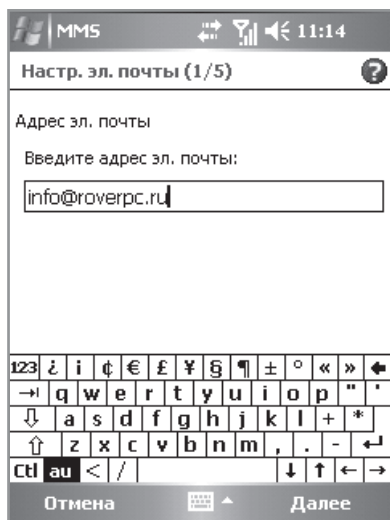 MMS 11:14
Настр. эл. почты (1/5) ?
Адрес эл. почты
Введите адрес эл. почты:
info@roverpc.ru
123 ¿ ¡ ¢ € £ ¥ § ¶ ± ° « » ←
→ q w e r t y u i o p " '
⇩ a s d f g h j k l + *
⇧ z x c v b n m , . - ↵
Ctl au < / ↓ ↑ ← →
Отмена Далее